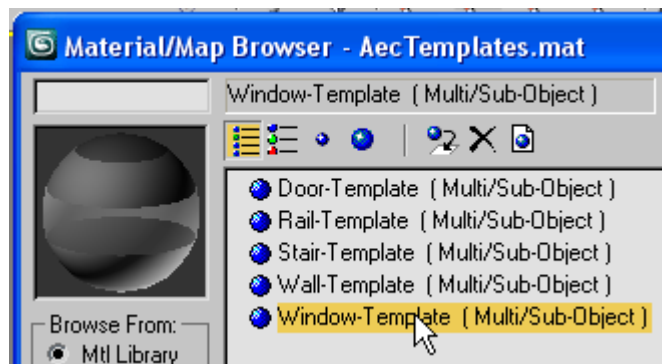 Material/Map Browser - AecTemplates.mat
Window-Template ( Multi/Sub-Object )
Door-Template ( Multi/Sub-Object )
Rail-Template ( Multi/Sub-Object )
Stair-Template ( Multi/Sub-Object )
Wall-Template ( Multi/Sub-Object )
Window-Template ( Multi/Sub-Object )
Browse From:
Mtl Library